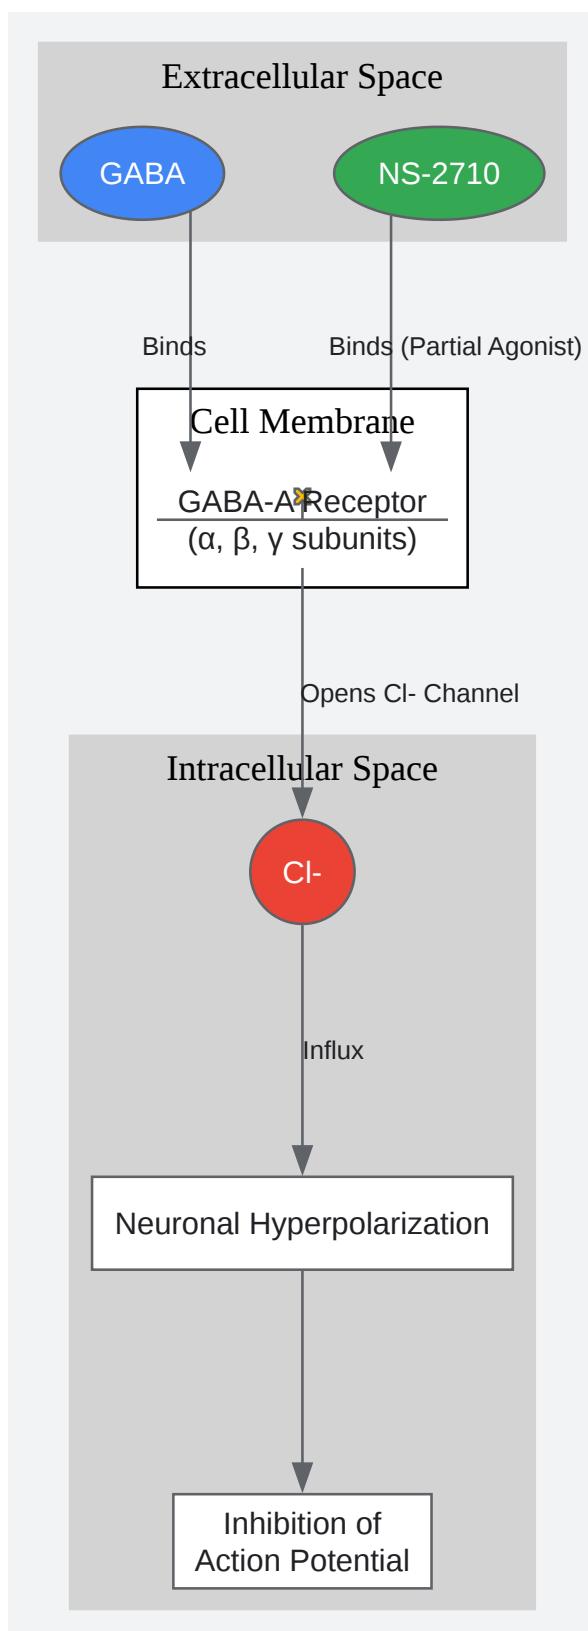 Extracellular Space
GABA
NS-2710
Binds
Binds (Partial Agonist)
Cell Membrane
GABA-A Receptor
(α, β, γ subunits)
Opens Cl- Channel
Intracellular Space
Cl-
Influx
Neuronal Hyperpolarization
Inhibition of
Action Potential